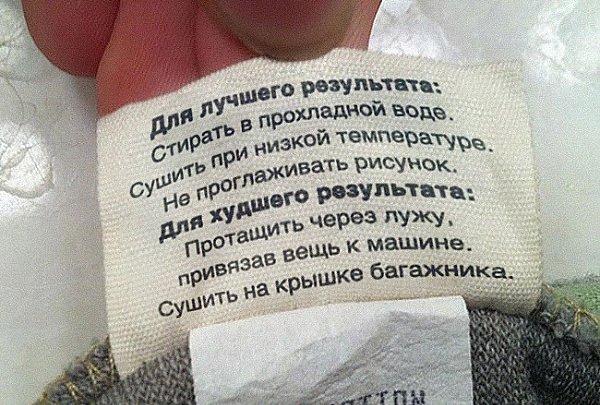 Для лучшего результата:
Стирать в прохладной воде.
Сушить при низкой температуре.
Не проглаживать рисунок.
Для худшего результата:
Протащить через лужу,
привязав вещь к машине.
Сушить на крышке багажника.